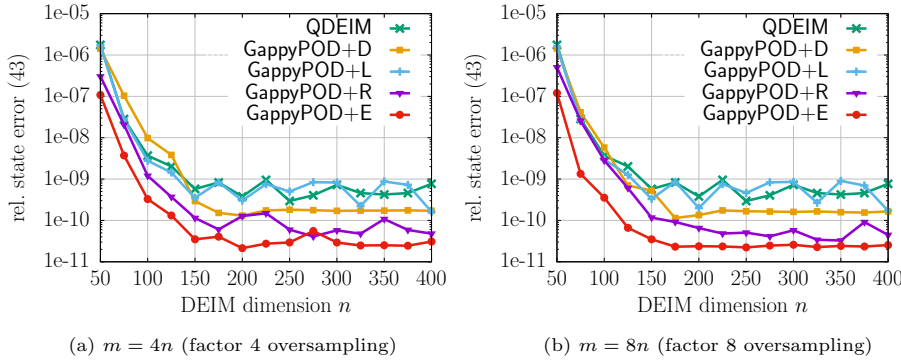 1e-05
1e-06
1e-07
1e-08
1e-09
1e-10
1e-11
rel. state error (43)
QDEIM
GappyPOD+D
GappyPOD+L
GappyPOD+R
GappyPOD+E
50 100 150 200 250 300 350 400
DEIM dimension n
(a) m = 4n (factor 4 oversampling)
1e-05
1e-06
1e-07
1e-08
1e-09
1e-10
1e-11
rel. state error (43)
QDEIM
GappyPOD+D
GappyPOD+L
GappyPOD+R
GappyPOD+E
50 100 150 200 250 300 350 400
DEIM dimension n
(b) m = 8n (factor 8 oversampling)